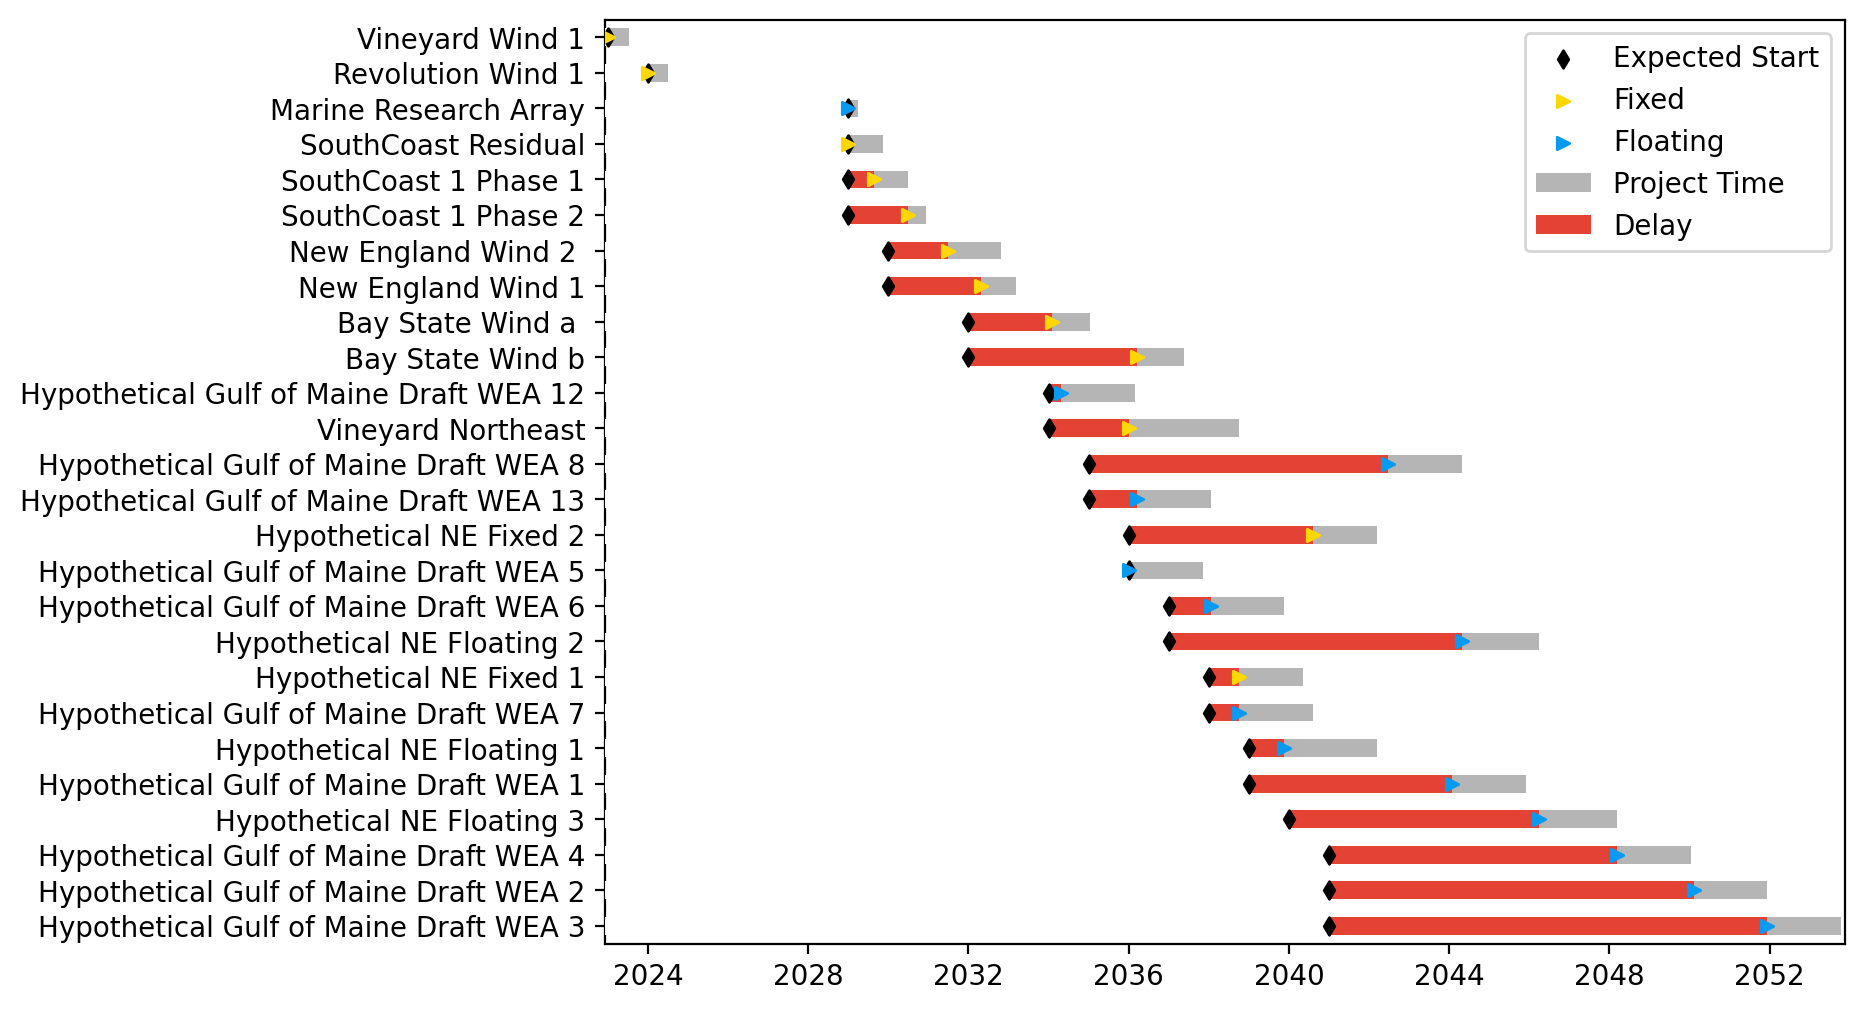 Vineyard Wind 1
Revolution Wind 1
Marine Research Array
SouthCoast Residual
SouthCoast 1 Phase 1
SouthCoast 1 Phase 2
New England Wind 2
New England Wind 1
Bay State Wind a
Bay State Wind b
Hypothetical Gulf of Maine Draft WEA 12
Vineyard Northeast
Hypothetical Gulf of Maine Draft WEA 8
Hypothetical Gulf of Maine Draft WEA 13
Hypothetical NE Fixed 2
Hypothetical Gulf of Maine Draft WEA 5
Hypothetical Gulf of Maine Draft WEA 6
Hypothetical NE Floating 2
Hypothetical NE Fixed 1
Hypothetical Gulf of Maine Draft WEA 7
Hypothetical NE Floating 1
Hypothetical Gulf of Maine Draft WEA 1
Hypothetical NE Floating 3
Hypothetical Gulf of Maine Draft WEA 4
Hypothetical Gulf of Maine Draft WEA 2
Hypothetical Gulf of Maine Draft WEA 3
Expected Start
Fixed
Floating
Project Time
Delay
2024 2028 2032 2036 2040 2044 2048 2052